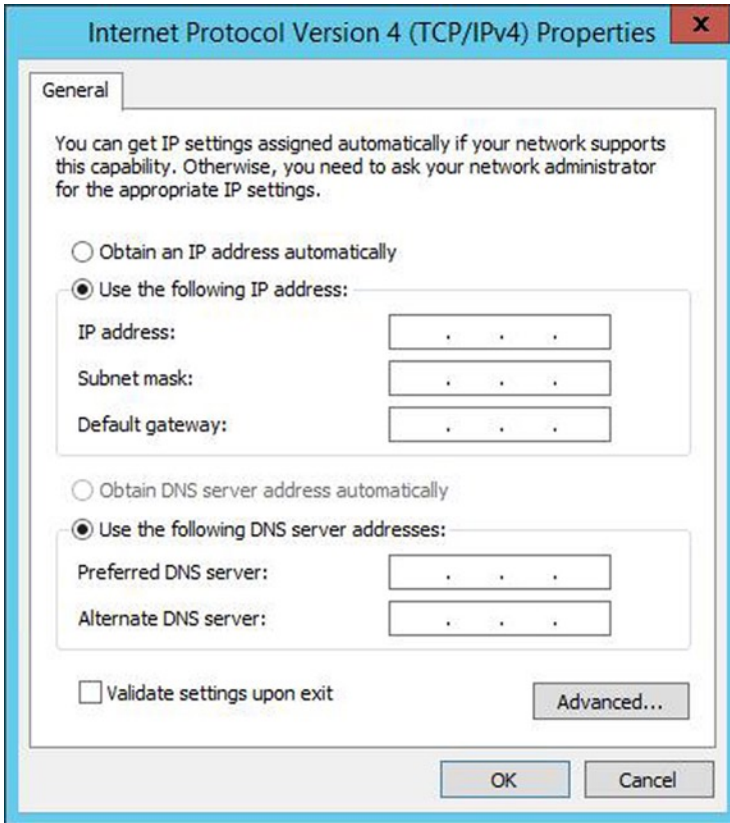 Internet Protocol Version 4 (TCP/IPv4) Properties
x
General
You can get IP settings assigned automatically if your network supports
this capability. Otherwise, you need to ask your network administrator
for the appropriate IP settings.
Obtain an IP address automatically
Use the following IP address:
IP address: . . .
Subnet mask: . . .
Default gateway: . . .
Obtain DNS server address automatically
Use the following DNS server addresses:
Preferred DNS server: . . .
Alternate DNS server: . . .
Validate settings upon exit
Advanced...
OK Cancel